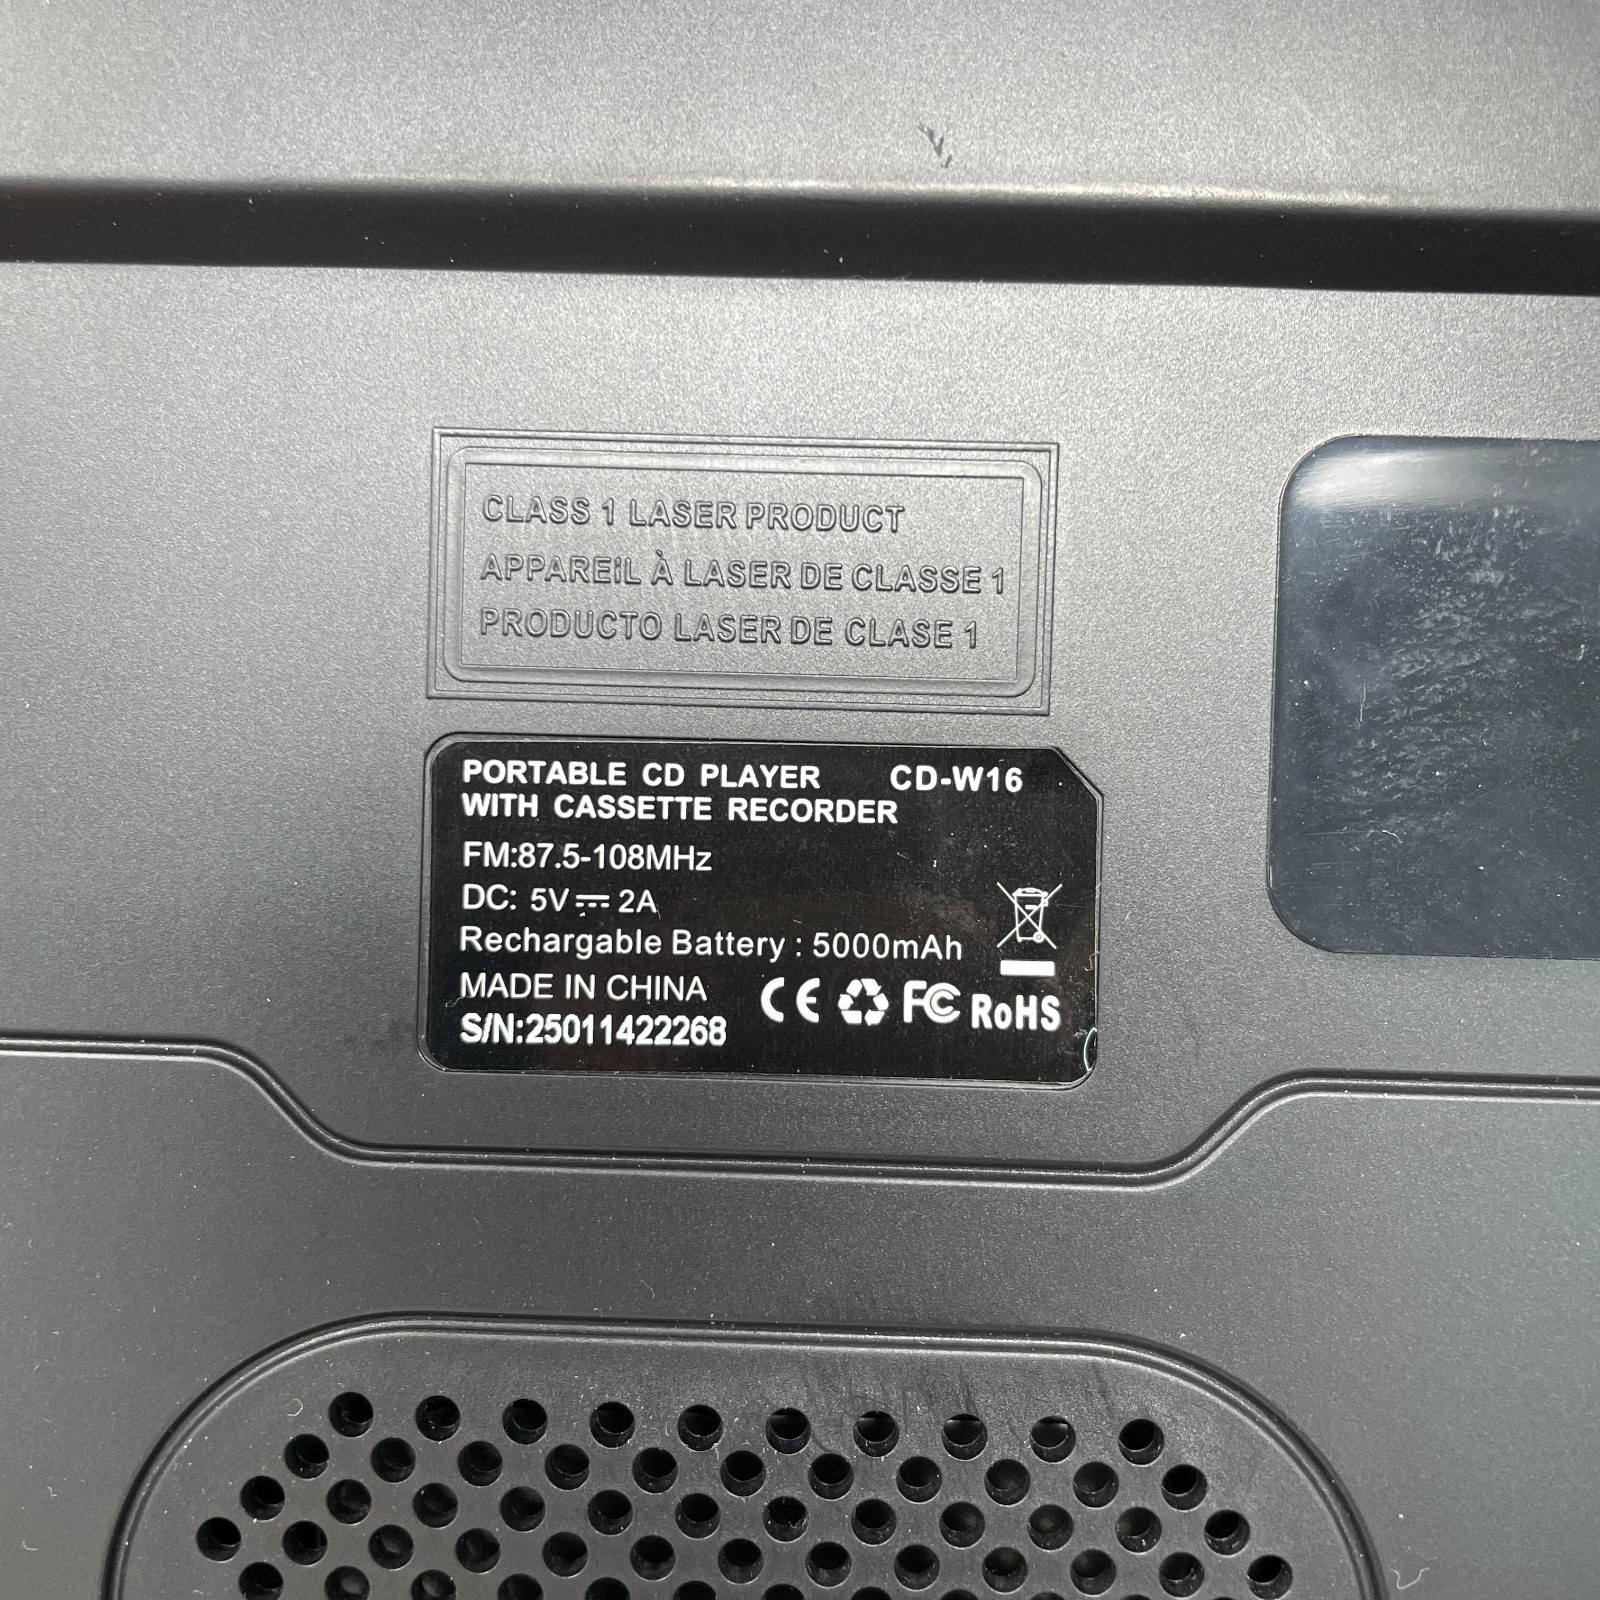 CLASS 1 LASER PRODUCT
APPAREiL À LASER DE CLASSE 1
PRODUCTO LASER DE CLASE 1
PORTABLE CD PLAYER CD-W16
WITH CASSETTE RECORDER
FM:87.5-108MHz
DC: 5V ⎓ 2A
Rechargable Battery : 5000mAh
MADE IN CHINA
CE FC RoHS
S/N:25011422268